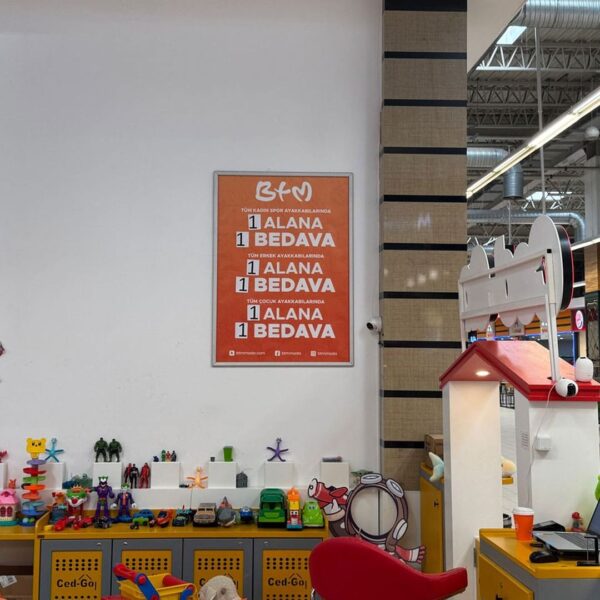 BfM
TÜM KADIN SPOR AYAKKABILARINDA
1 ALANA
1 BEDAVA
TÜM ERKEK AYAKKABILARINDA
1 ALANA
1 BEDAVA
TÜM ÇOCUK AYAKKABILARINDA
1 ALANA
1 BEDAVA
Ced-Go
Ced-Go